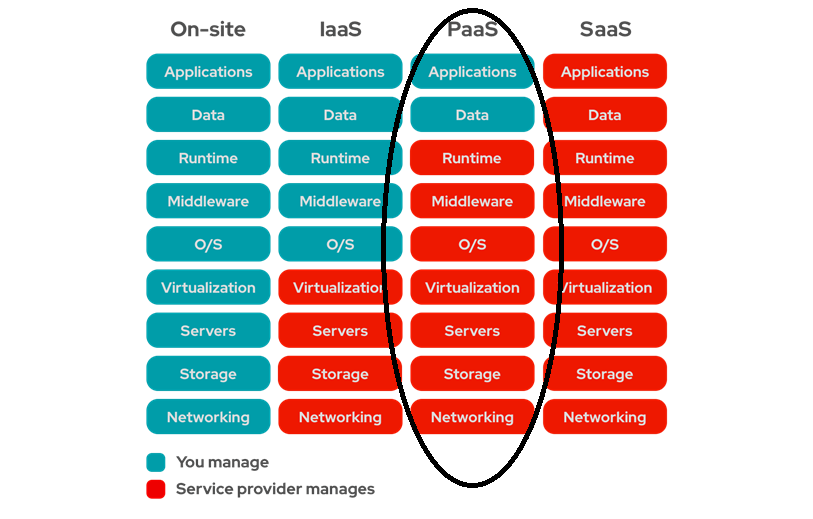 On-site IaaS PaaS SaaS
Applications Applications Applications Applications
Data Data Data Data
Runtime Runtime Runtime Runtime
Middleware Middleware Middleware Middleware
O/S O/S O/S O/S
Virtualization Virtualization Virtualization Virtualization
Servers Servers Servers Servers
Storage Storage Storage Storage
Networking Networking Networking Networking
You manage
Service provider manages